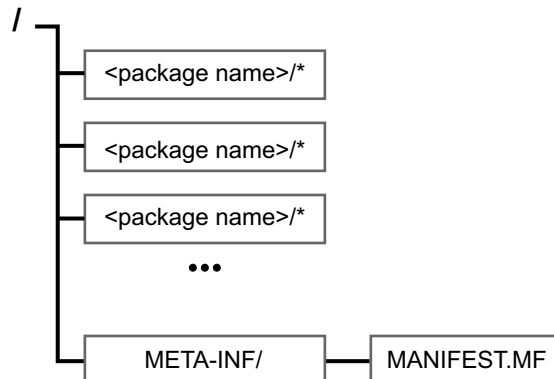 /
<package name>/*
<package name>/*
<package name>/*
•••
META-INF/
MANIFEST.MF